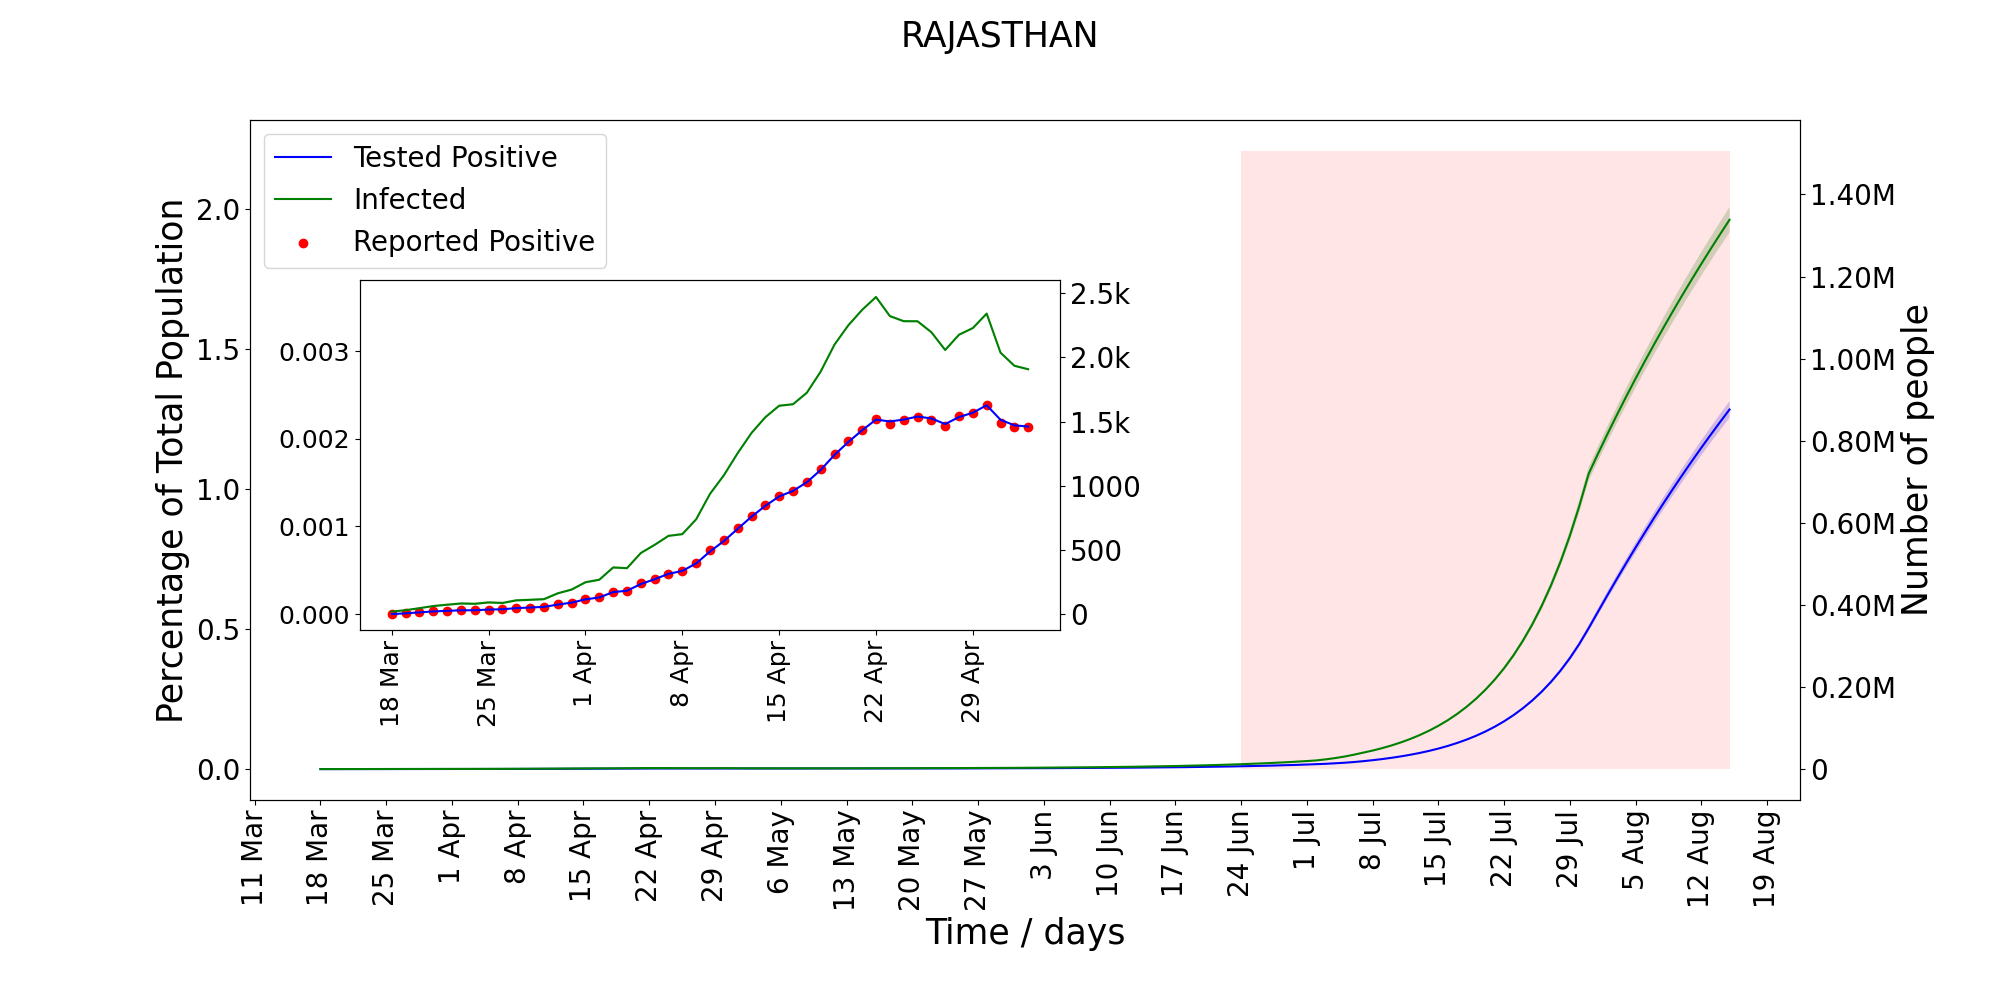 RAJASTHAN
Tested Positive
Infected
Reported Positive
Percentage of Total Population
2.0
1.5
1.0
0.5
0.0
0.003
0.002
0.001
0.000
2.5k
2.0k
1.5k
1000
500
0
18 Mar
25 Mar
1 Apr
8 Apr
15 Apr
22 Apr
29 Apr
1.40M
1.20M
1.00M
0.80M
0.60M
0.40M
0.20M
0
Number of people
11 Mar
18 Mar
25 Mar
1 Apr
8 Apr
15 Apr
22 Apr
29 Apr
6 May
13 May
20 May
27 May
3 Jun
10 Jun
17 Jun
24 Jun
1 Jul
8 Jul
15 Jul
22 Jul
29 Jul
5 Aug
12 Aug
19 Aug
Time / days